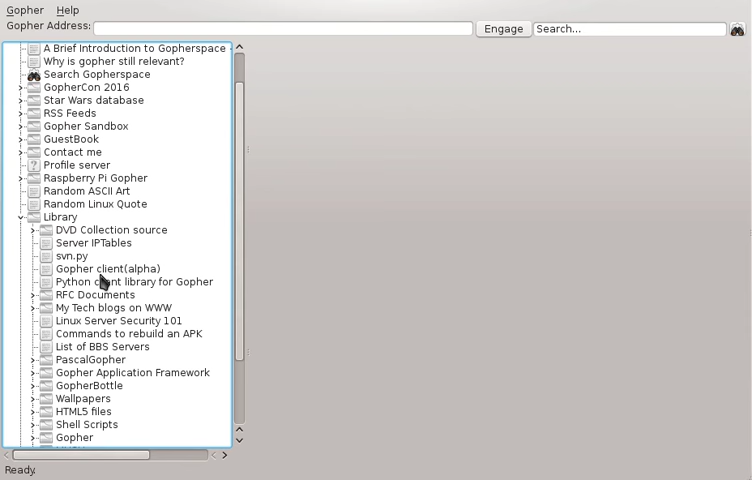 Gopher Help
Gopher Address: Engage Search...
A Brief Introduction to Gopherspace
Why is gopher still relevant?
Search Gopherspace
GopherCon 2016
Star Wars database
RSS Feeds
Gopher Sandbox
GuestBook
Contact me
Profile server
Raspberry Pi Gopher
Random ASCII Art
Random Linux Quote
Library
DVD Collection source
Server IPTables
svn.py
Gopher client(alpha)
Python client library for Gopher
RFC Documents
My Tech blogs on WWW
Linux Server Security 101
Commands to rebuild an APK
List of BBS Servers
PascalGopher
Gopher Application Framework
GopherBottle
Wallpapers
HTML5 files
Shell Scripts
Gopher
Ready.